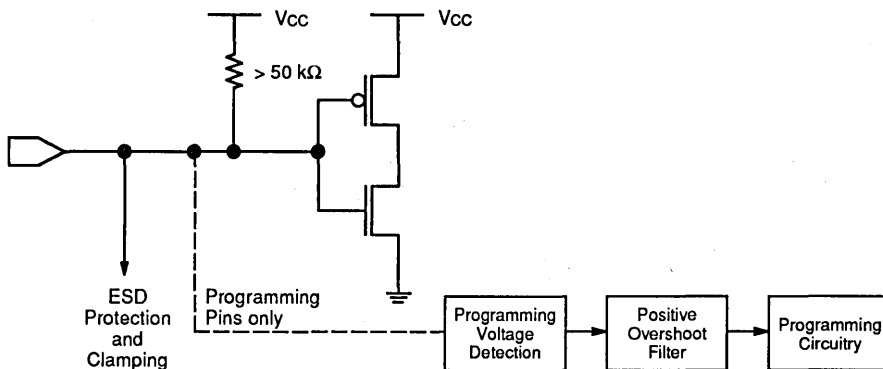 VCC
VCC
> 50 kΩ
ESD
Protection
and
Clamping
Programming
Pins only
Programming
Voltage
Detection
Positive
Overshoot
Filter
Programming
Circuitry